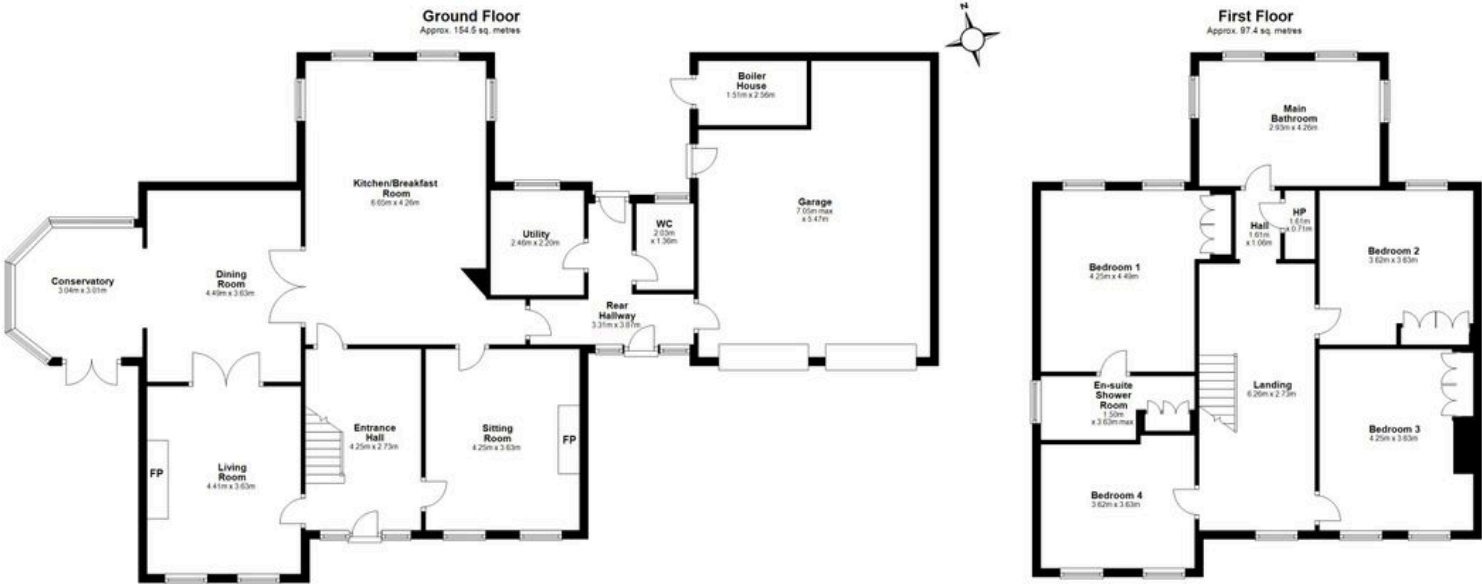 Ground Floor
Approx. 154.5 sq. metres
N
First Floor
Approx. 97.4 sq. metres
Boiler
House
1.51m x 2.56m
Kitchen/Breakfast
Room
6.65m x 4.26m
Garage
7.05m max
x 5.47m
Utility
2.46m x 2.20m
WC
2.03m
x 1.36m
Conservatory
3.04m x 3.01m
Dining
Room
4.49m x 3.63m
Rear
Hallway
3.31m x 3.87m
Entrance
Hall
4.25m x 2.73m
Sitting
Room
4.25m x 3.63m
FP
FP
Living
Room
4.41m x 3.63m
Main
Bathroom
2.93m x 4.26m
HP
1.61m
x 0.71m
Hall
1.61m
x 1.06m
Bedroom 1
4.25m x 4.49m
Bedroom 2
3.62m x 3.63m
En-suite
Shower
Room
1.50m
x 3.63m max
Landing
6.26m x 2.73m
Bedroom 3
4.25m x 3.63m
Bedroom 4
3.62m x 3.63m